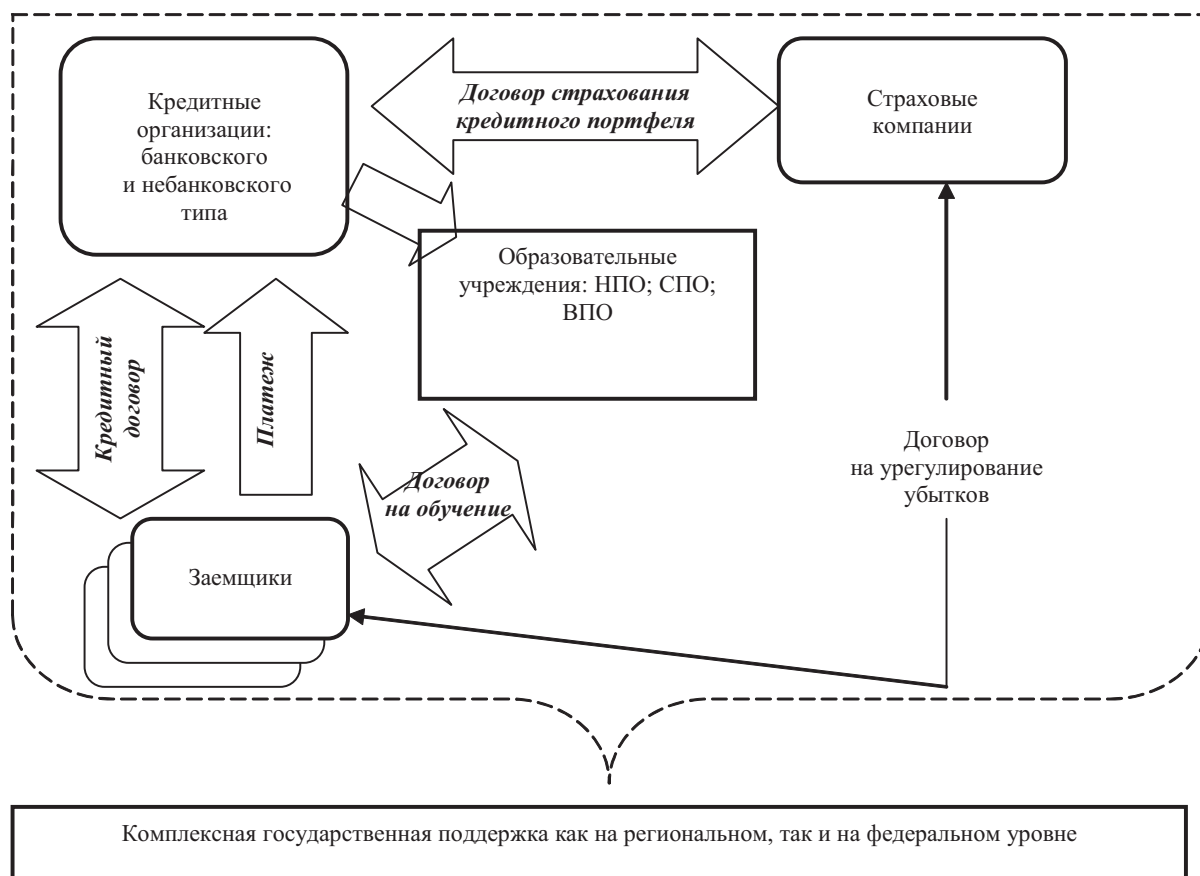 Кредитные
организации:
банковского
и небанковского
типа
Договор страхования
кредитного портфеля
Страховые
компании
Образовательные
учреждения: НПО; СПО;
ВПО
Кредитный
договор
Платеж
Договор
на обучение
Договор
на урегулирование
убытков
Заемщики
Комплексная государственная поддержка как на региональном, так и на федеральном уровне